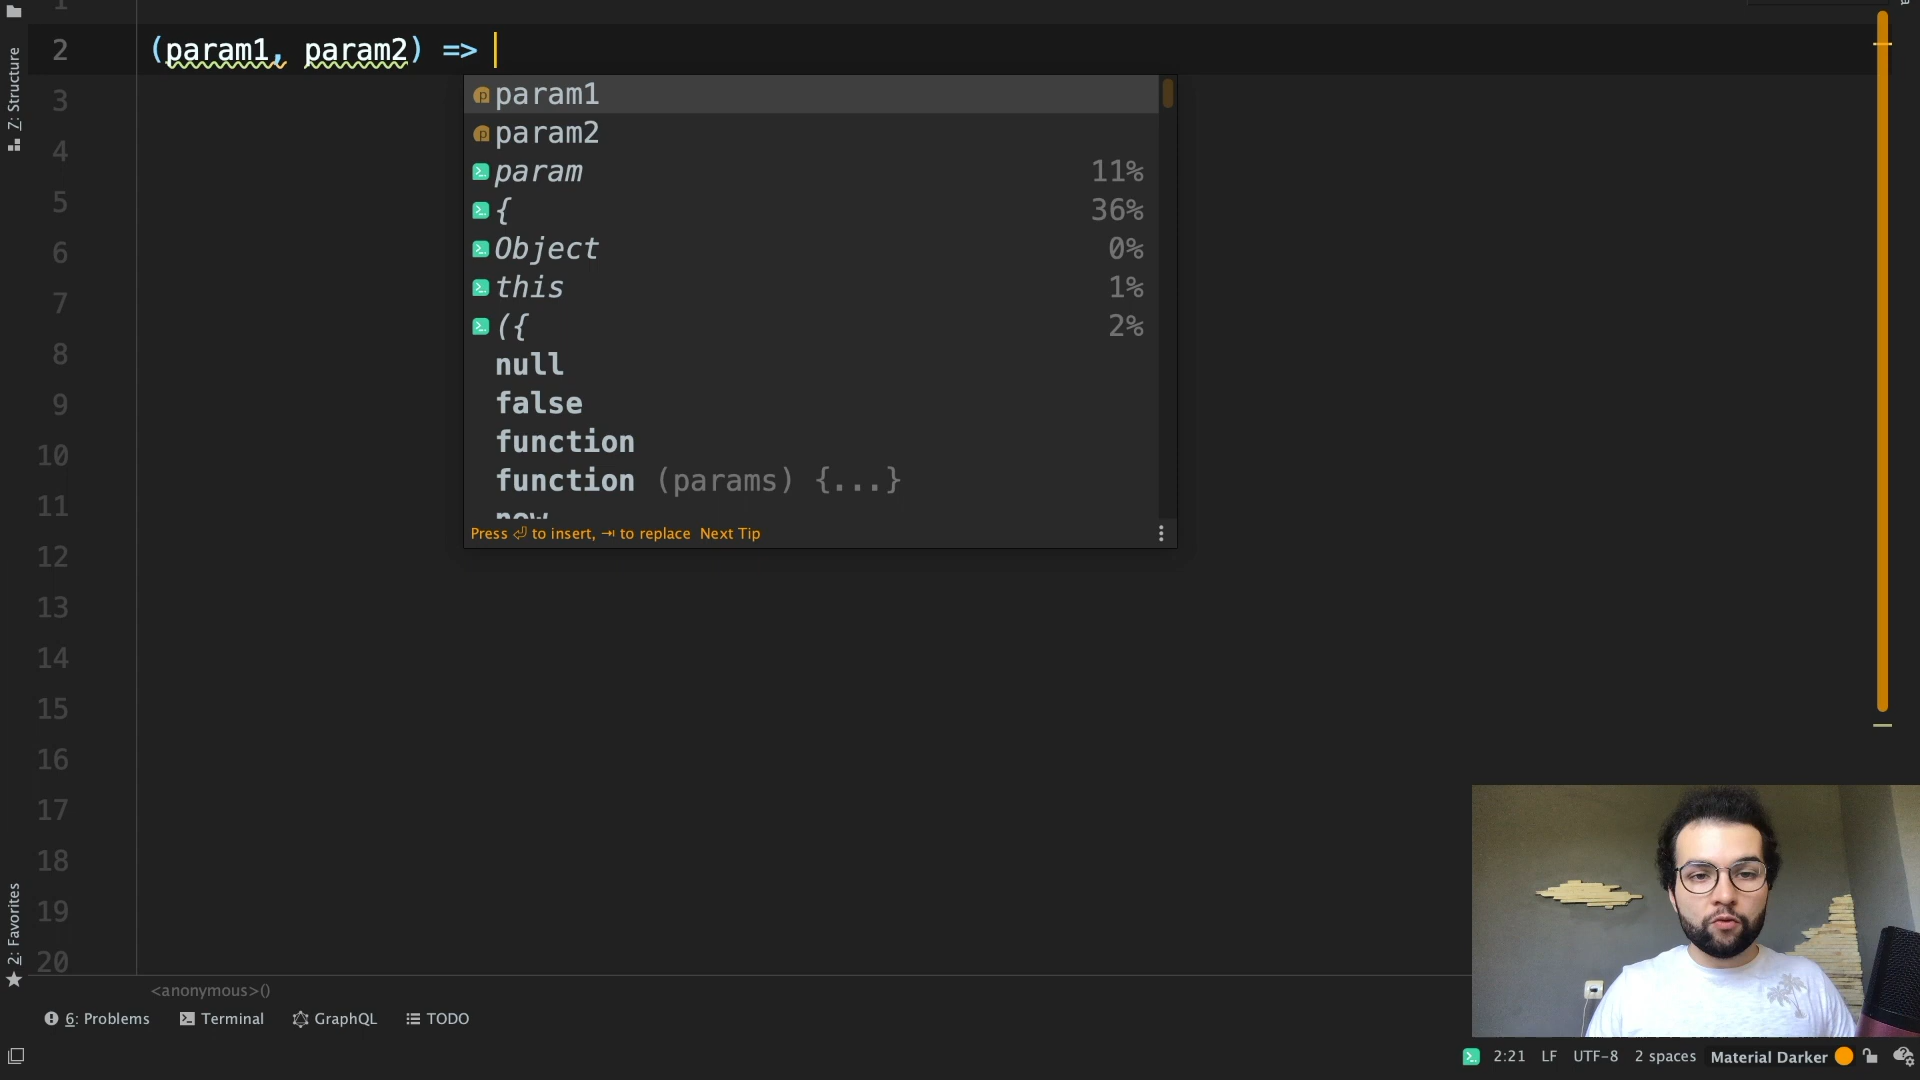 1
2 (param1, param2) =>
param1
param2
param 11%
{ 36%
Object 0%
this 1%
({ 2%
null
false
function
function (params) {...}
new
Press ⏎ to insert, ⇥ to replace Next Tip
3
4
5
6
7
8
9
10
11
12
13
14
15
16
17
18
19
20
Z: Structure
2: Favorites
<anonymous>()
6: Problems Terminal GraphQL TODO
2:21 LF UTF-8 2 spaces Material Darker